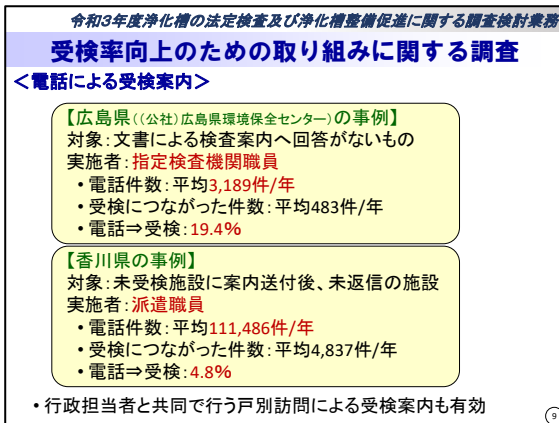 令和3年度浄化槽の法定検査及び浄化槽整備促進に関する調査検討業務
受検率向上のための取り組みに関する調査
＜電話による受検案内＞
【広島県((公社)広島県環境保全センター)の事例】
対象：文書による検査案内へ回答がないもの
実施者：指定検査機関職員
・電話件数：平均3,189件/年
・受検につながった件数：平均483件/年
・電話⇒受検：19.4%
【香川県の事例】
対象：未受検施設に案内送付後、未返信の施設
実施者：派遣職員
・電話件数：平均111,486件/年
・受検につながった件数：平均4,837件/年
・電話⇒受検：4.8%
・行政担当者と共同で行う戸別訪問による受検案内も有効
9